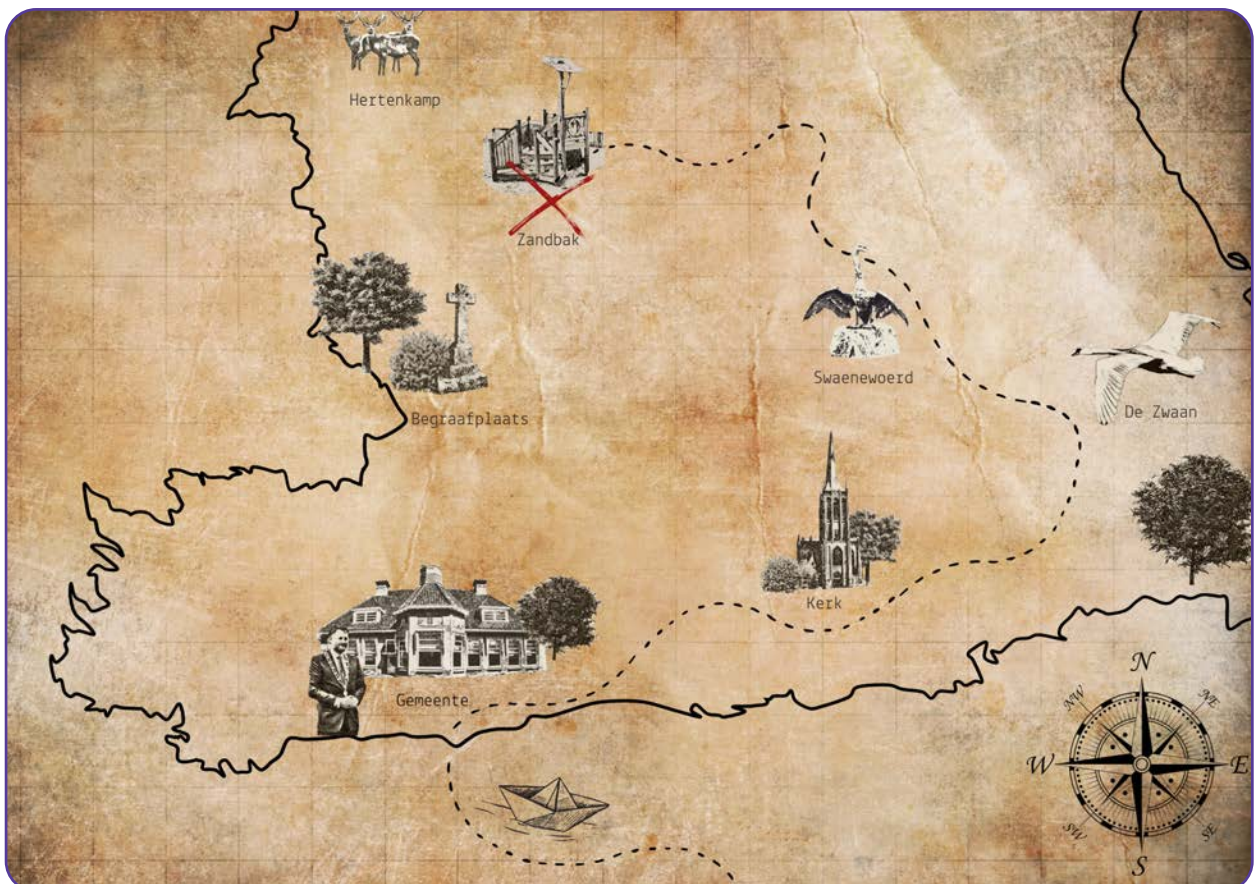 Hertenkamp
Zandbak
Swaenewoerd
De Zwaan
Begraafplaats
Kerk
Gemeente
N
NW
NE
W
E
SW
SE
S